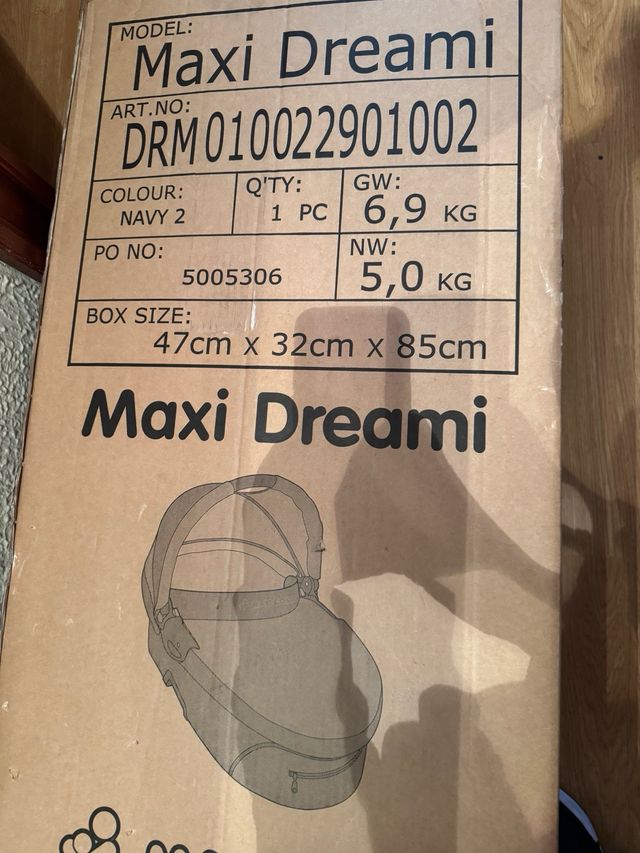 MODEL:
Maxi Dreami
ART.NO:
DRM010022901002
COLOUR:
NAVY 2
Q'TY:
1 PC
GW:
6,9 KG
PO NO:
5005306
NW:
5,0 KG
BOX SIZE:
47cm x 32cm x 85cm
Maxi Dreami